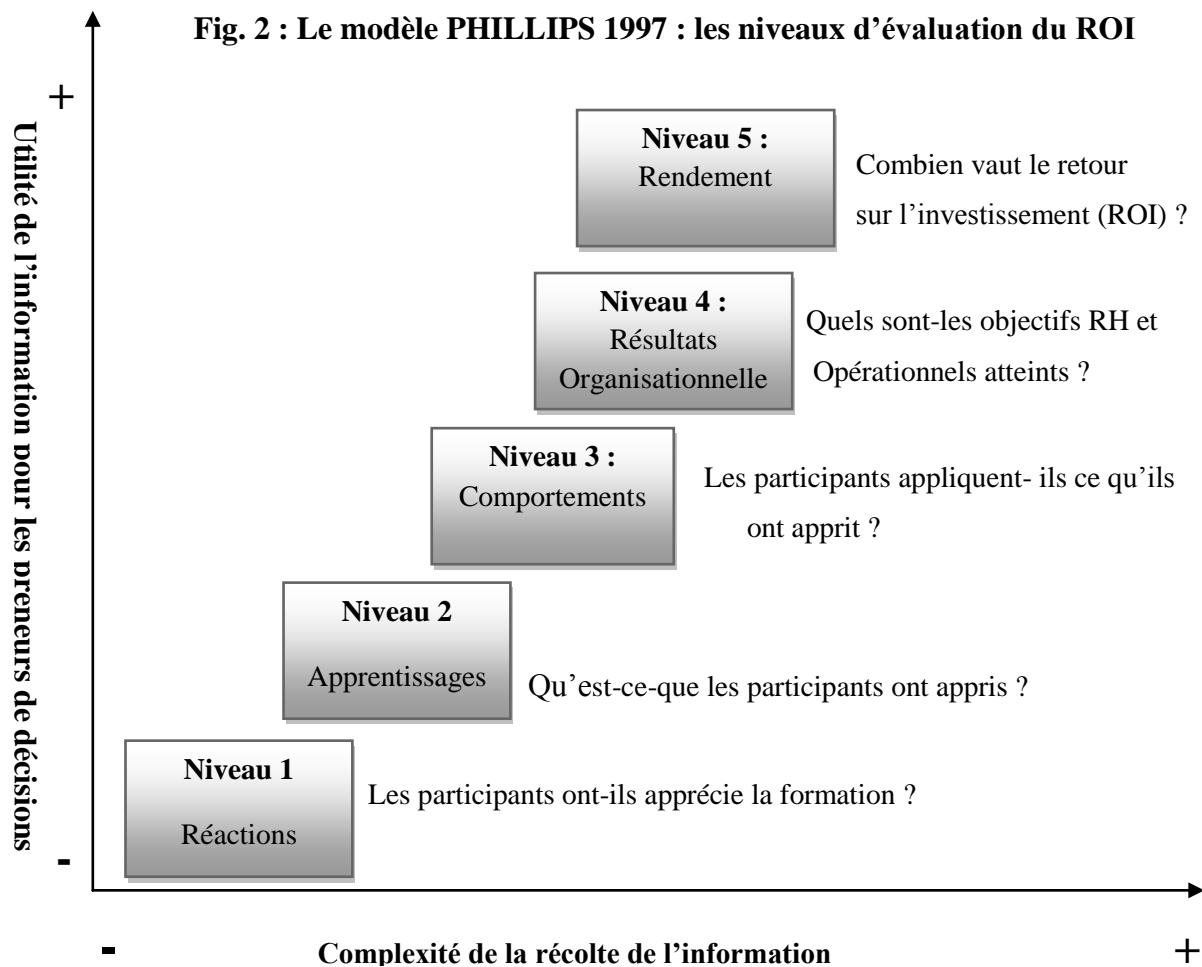 Fig. 2 : Le modèle PHILLIPS 1997 : les niveaux d’évaluation du ROI
+
Utilité de l’information pour les preneurs de décisions
-
Niveau 5 :
Rendement
Combien vaut le retour
sur l’investissement (ROI) ?
Niveau 4 :
Résultats
Organisationnelle
Quels sont-les objectifs RH et
Opérationnels atteints ?
Niveau 3 :
Comportements
Les participants appliquent- ils ce qu’ils
ont apprit ?
Niveau 2
Apprentissages
Qu’est-ce-que les participants ont appris ?
Niveau 1
Réactions
Les participants ont-ils apprécie la formation ?
-
Complexité de la récolte de l’information
+